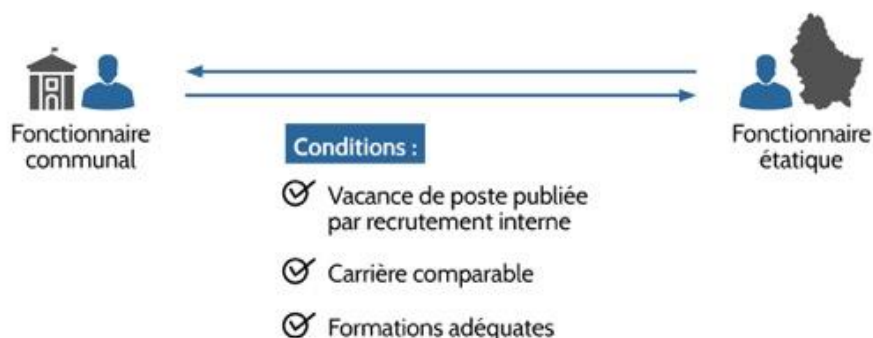 Fonctionnaire
communal
Fonctionnaire
étatique
Conditions :
Vacance de poste publiée
par recrutement interne
Carrière comparable
Formations adéquates